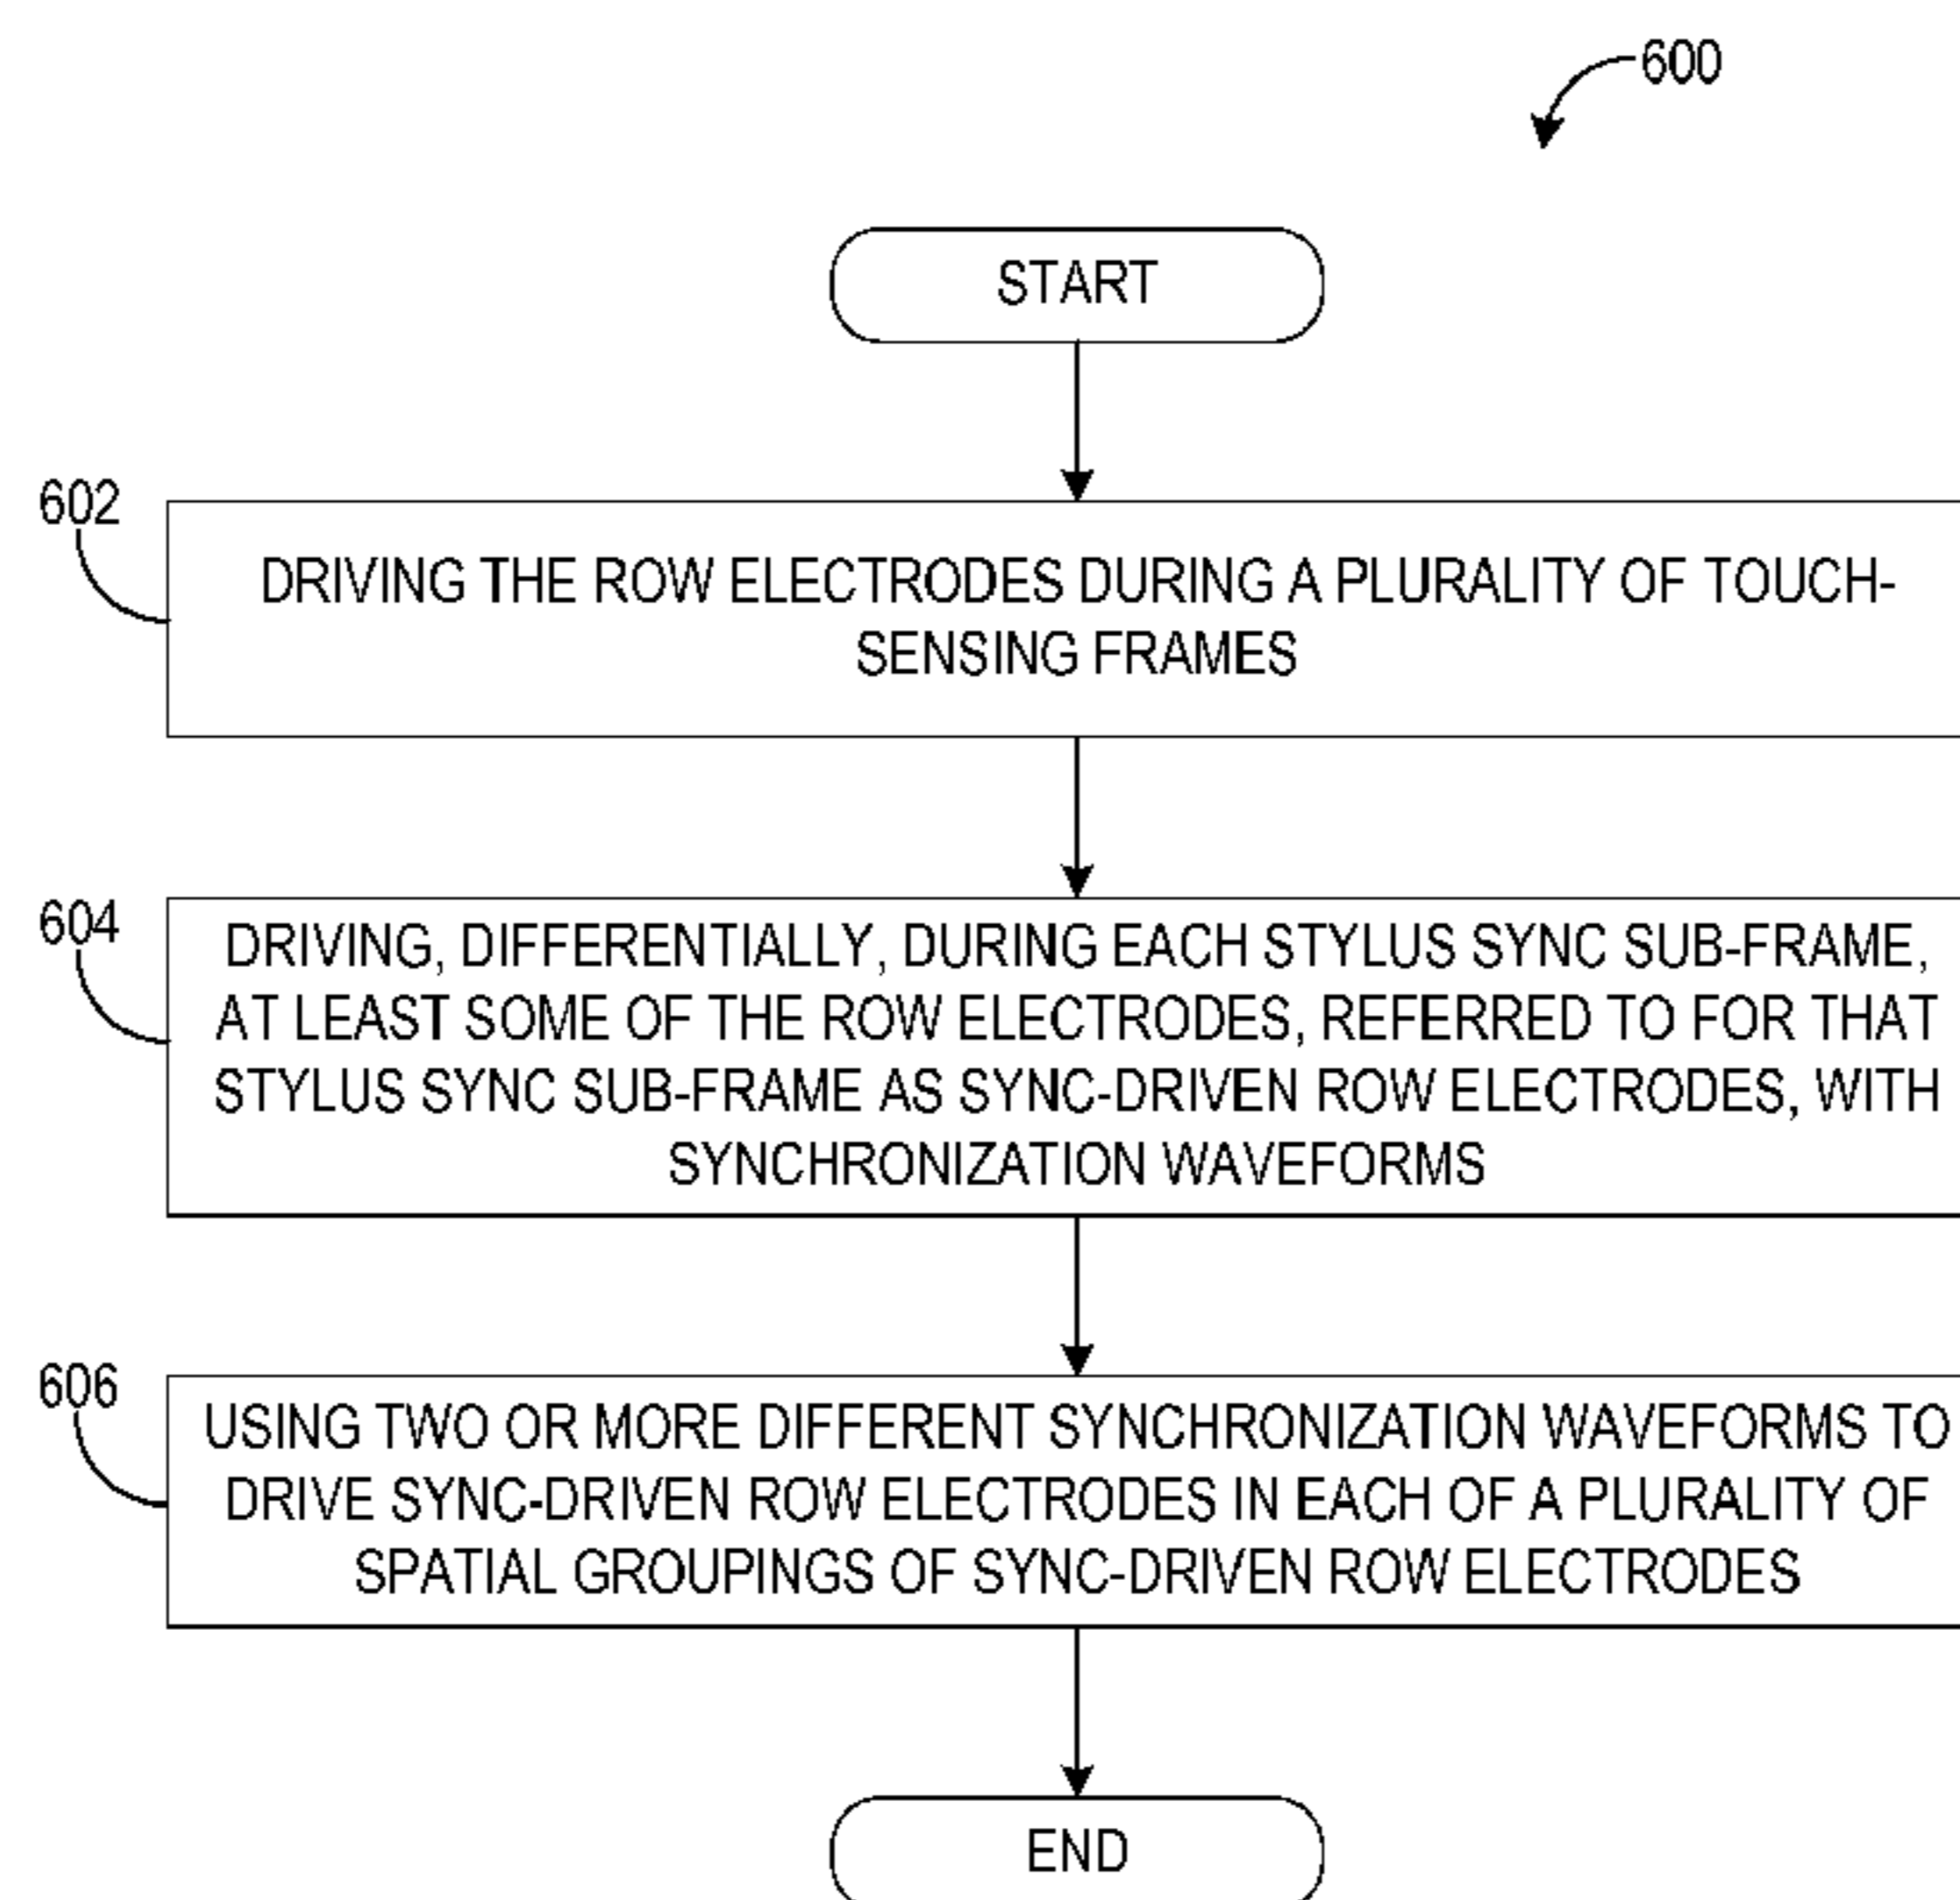 600
START
602
DRIVING THE ROW ELECTRODES DURING A PLURALITY OF TOUCH-
SENSING FRAMES
604
DRIVING, DIFFERENTIALLY, DURING EACH STYLUS SYNC SUB-FRAME,
AT LEAST SOME OF THE ROW ELECTRODES, REFERRED TO FOR THAT
STYLUS SYNC SUB-FRAME AS SYNC-DRIVEN ROW ELECTRODES, WITH
SYNCHRONIZATION WAVEFORMS
606
USING TWO OR MORE DIFFERENT SYNCHRONIZATION WAVEFORMS TO
DRIVE SYNC-DRIVEN ROW ELECTRODES IN EACH OF A PLURALITY OF
SPATIAL GROUPINGS OF SYNC-DRIVEN ROW ELECTRODES
END